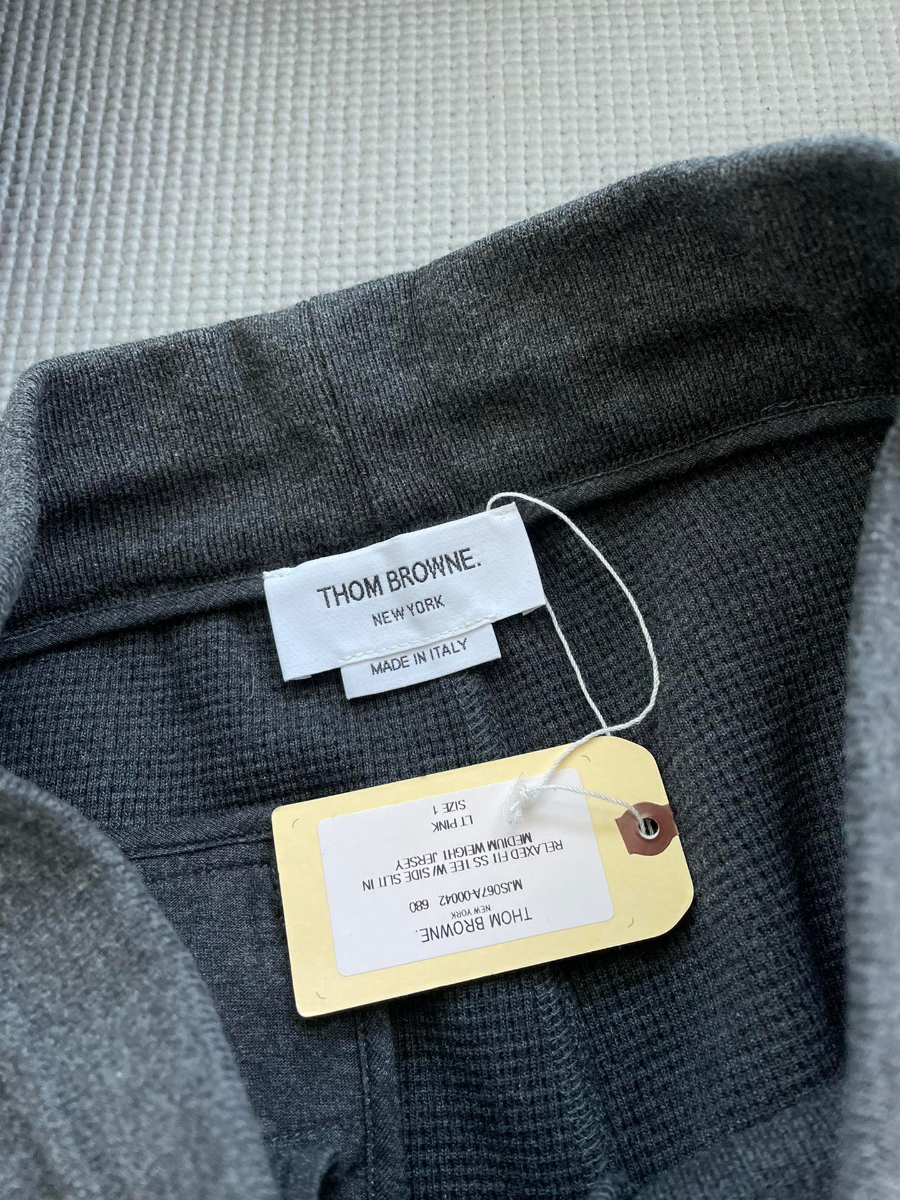 THOM BROWNE.
NEW YORK
MADE IN ITALY
THOM BROWNE.
NEW YORK
MJS067A-00042 680
RELAXED FIT SS TEE W/ SIDE SLIT IN
MEDIUM WEIGHT JERSEY
LT PINK
SIZE 1